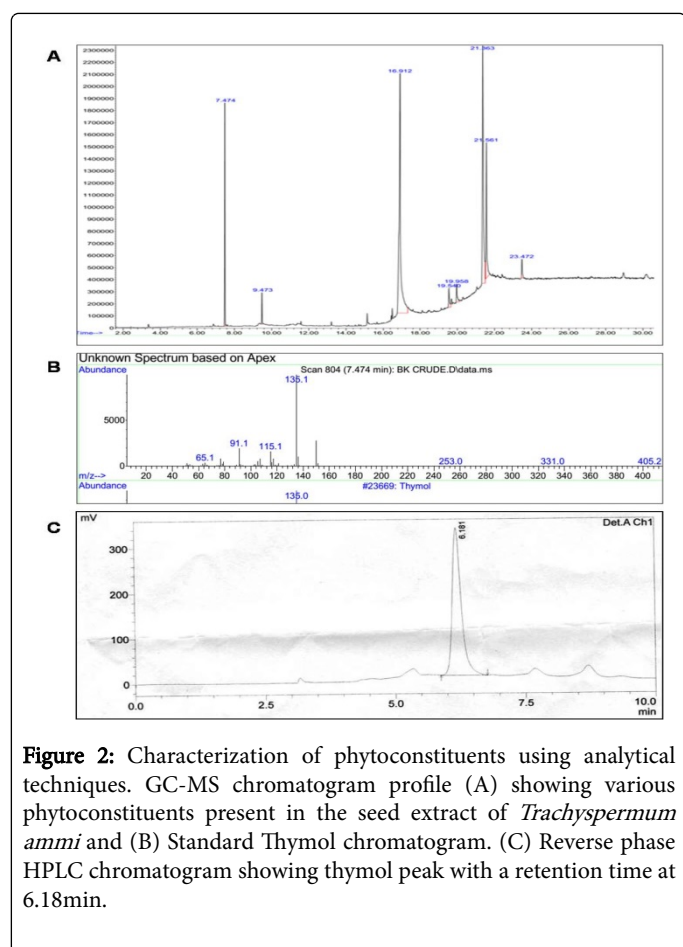 A
2300000
2200000
2100000
2000000
1900000
1800000
1700000
1600000
1500000
1400000
1300000
1200000
1100000
1000000
900000
800000
700000
600000
500000
400000
300000
200000
100000
7.474
9.473
16.912
19.958
21.561
23.472
Time-->
2.00 4.00 6.00 8.00 10.00 12.00 14.00 16.00 18.00 20.00 22.00 24.00 26.00 28.00 30.00
B
Unknown Spectrum based on Apex
Abundance Scan 804 (7.474 min): BK CRUDE.D\data.ms
135.1
5000
91.1 115.1
65.1 253.0 331.0 405.2
0
m/z--> 20 40 60 80 100 120 140 160 180 200 220 240 260 280 300 320 340 360 380 400
Abundance #23669: Thymol
135.0
C
mV Det.A Ch1
6.181
300
200
100
0
0.0 2.5 5.0 7.5 10.0
min
Figure 2: Characterization of phytoconstituents using analytical
techniques. GC-MS chromatogram profile (A) showing various
phytoconstituents present in the seed extract of Trachyspermum
ammi and (B) Standard Thymol chromatogram. (C) Reverse phase
HPLC chromatogram showing thymol peak with a retention time at
6.18min.